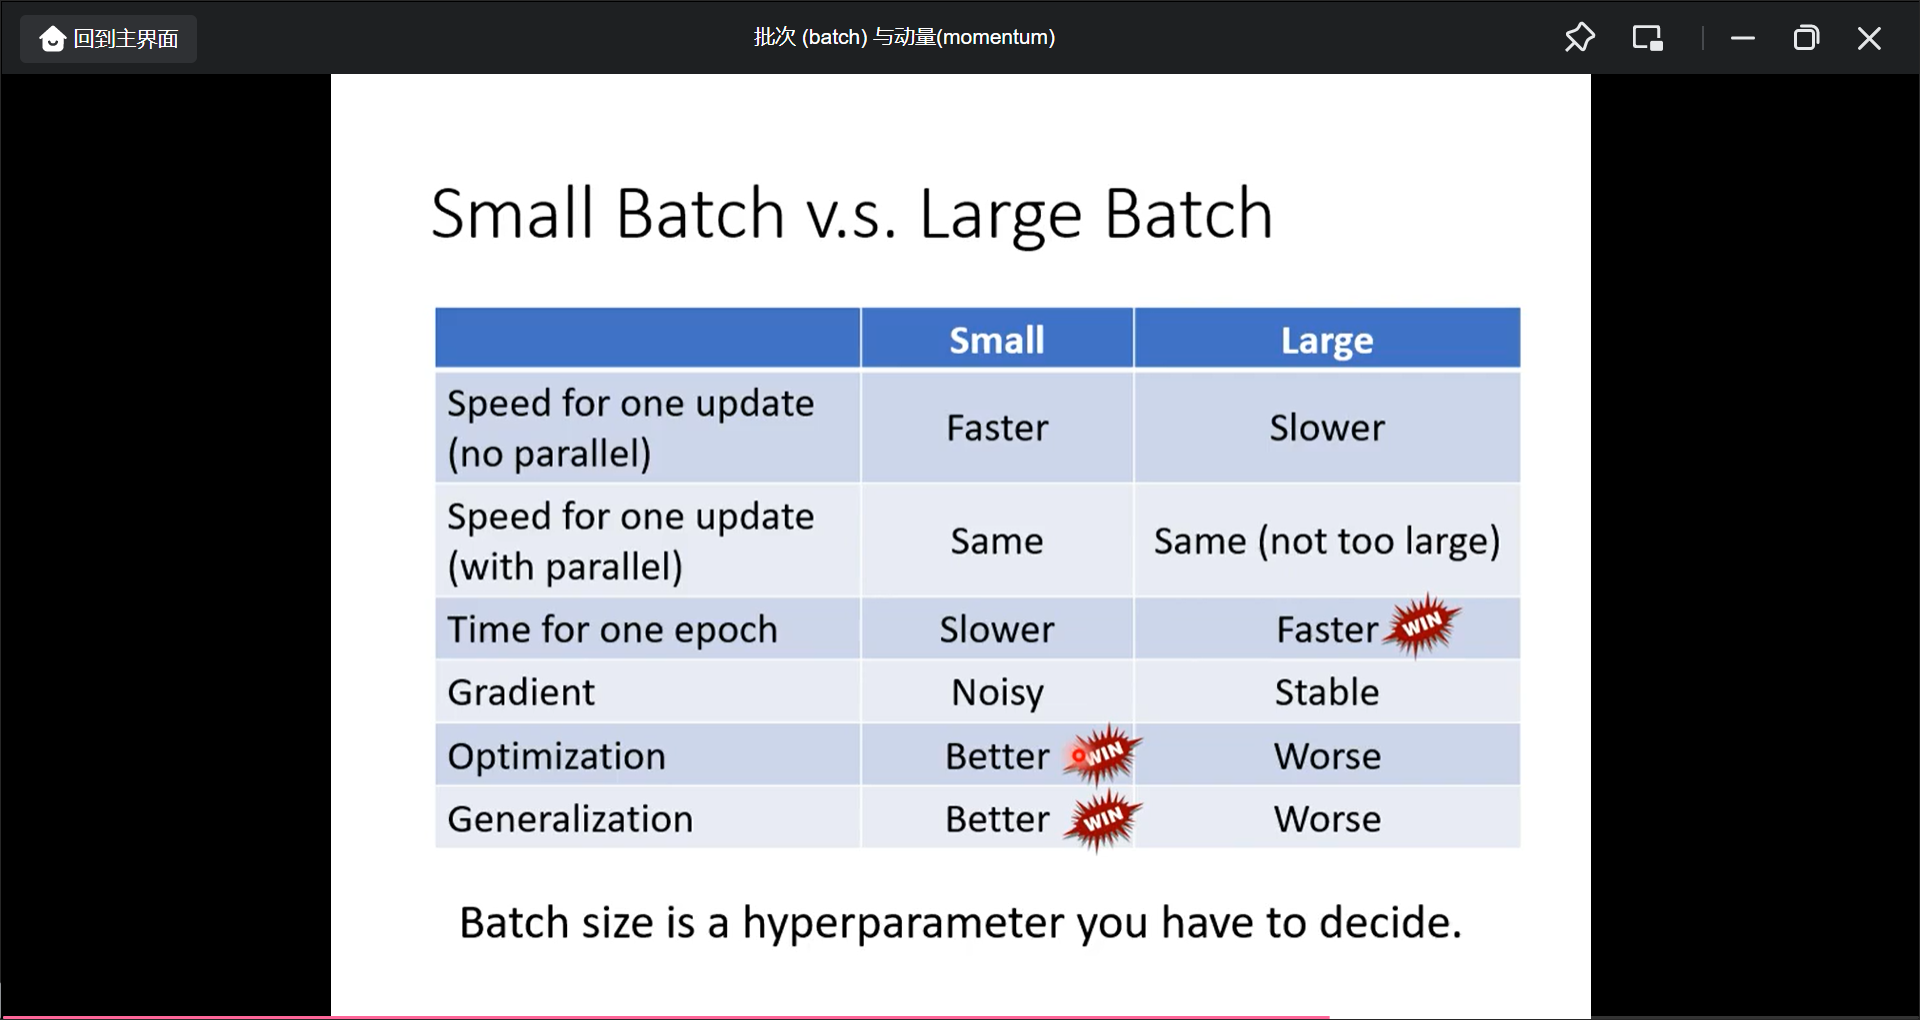 回到主界面
批次 (batch) 与动量(momentum)
Small Batch v.s. Large Batch
Small Large
Speed for one update
(no parallel)
Faster Slower
Speed for one update
(with parallel)
Same Same (not too large)
Time for one epoch Slower Faster WIN
Gradient Noisy Stable
Optimization Better WIN Worse
Generalization Better WIN Worse
Batch size is a hyperparameter you have to decide.